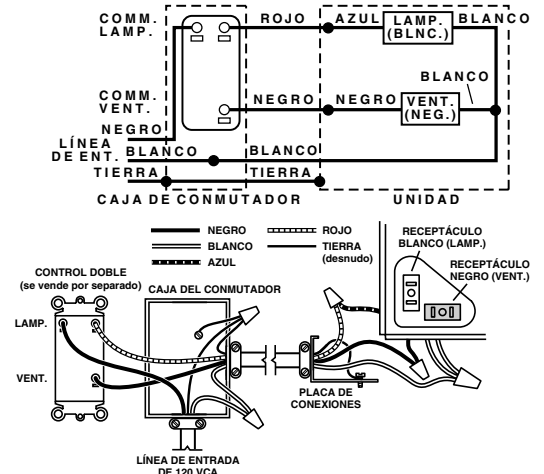 COMM.
LAMP.
ROJO
AZUL
LAMP.
(BLNC.)
BLANCO
BLANCO
COMM.
VENT.
NEGRO
NEGRO
VENT.
(NEG.)
NEGRO
LÍNEA
DE ENT.
BLANCO
BLANCO
TIERRA
TIERRA
CAJA DE CONMUTADOR
UNIDAD
NEGRO
BLANCO
AZUL
ROJO
TIERRA
(desnudo)
RECEPTÁCULO
BLANCO (LAMP.)
RECEPTÁCULO
NEGRO (VENT.)
CONTROL DOBLE
(se vende por separado)
CAJA DEL CONMUTADOR
LAMP.
VENT.
PLACA DE
CONEXIONES
LÍNEA DE ENTRADA
DE 120 VCA